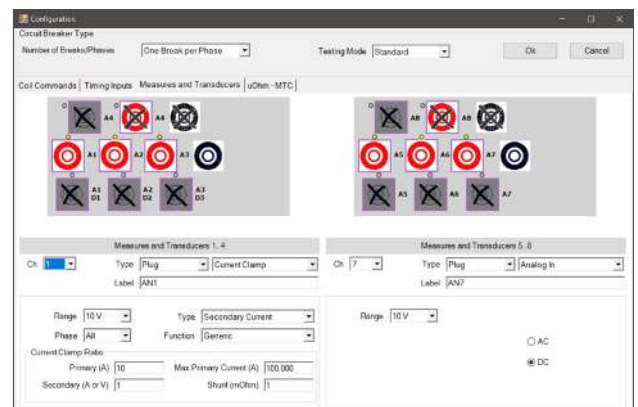 Configuration
Circuit Breaker Type
Number of Breaks/Phases One Break per Phase Testing Mode Standard Ok Cancel
Coil Commands Timing Inputs Measures and Transducers uOhm - MTC
A4 A4 A8 A8
A1 A2 A3 A5 A6 A7
A1 D1 A2 D2 A3 D3 A5 A6 A7
Measures and Transducers 1..4 Measures and Transducers 5..8
Ch 1 Type Plug Current Clamp Ch 7 Type Plug Analog In
Label AN1 Label AN7
Range 10 V Type Secondary Current Range 10 V
Phase All Function Generic
AC
Current Clamp Ratio
Primary (A) 10 Max Primary Current (A) 100,000 DC
Secondary (A or V) 1 Shunt (mOhm) 1